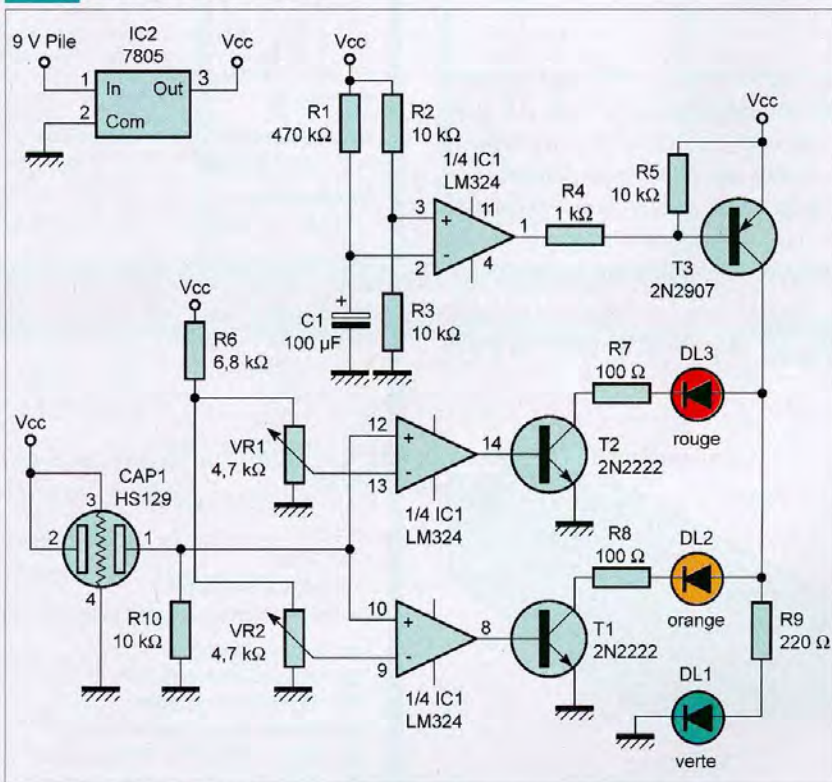 IC2
7805
9 V Pile
Vcc
1
In
Out
3
2
Com
Vcc
R1
470 kΩ
R2
10 kΩ
1/4 IC1
LM324
3
+
11
2
-
4
1
R4
1 kΩ
R5
10 kΩ
Vcc
T3
2N2907
+
C1
100 µF
R3
10 kΩ
Vcc
R6
6,8 kΩ
VR1
4,7 kΩ
12
+
13
-
14
1/4 IC1
LM324
R7
100 Ω
DL3
rouge
T2
2N2222
Vcc
CAP1
HS129
3
2
1
4
R10
10 kΩ
VR2
4,7 kΩ
10
+
9
-
8
1/4 IC1
LM324
R8
100 Ω
DL2
orange
T1
2N2222
R9
220 Ω
DL1
verte